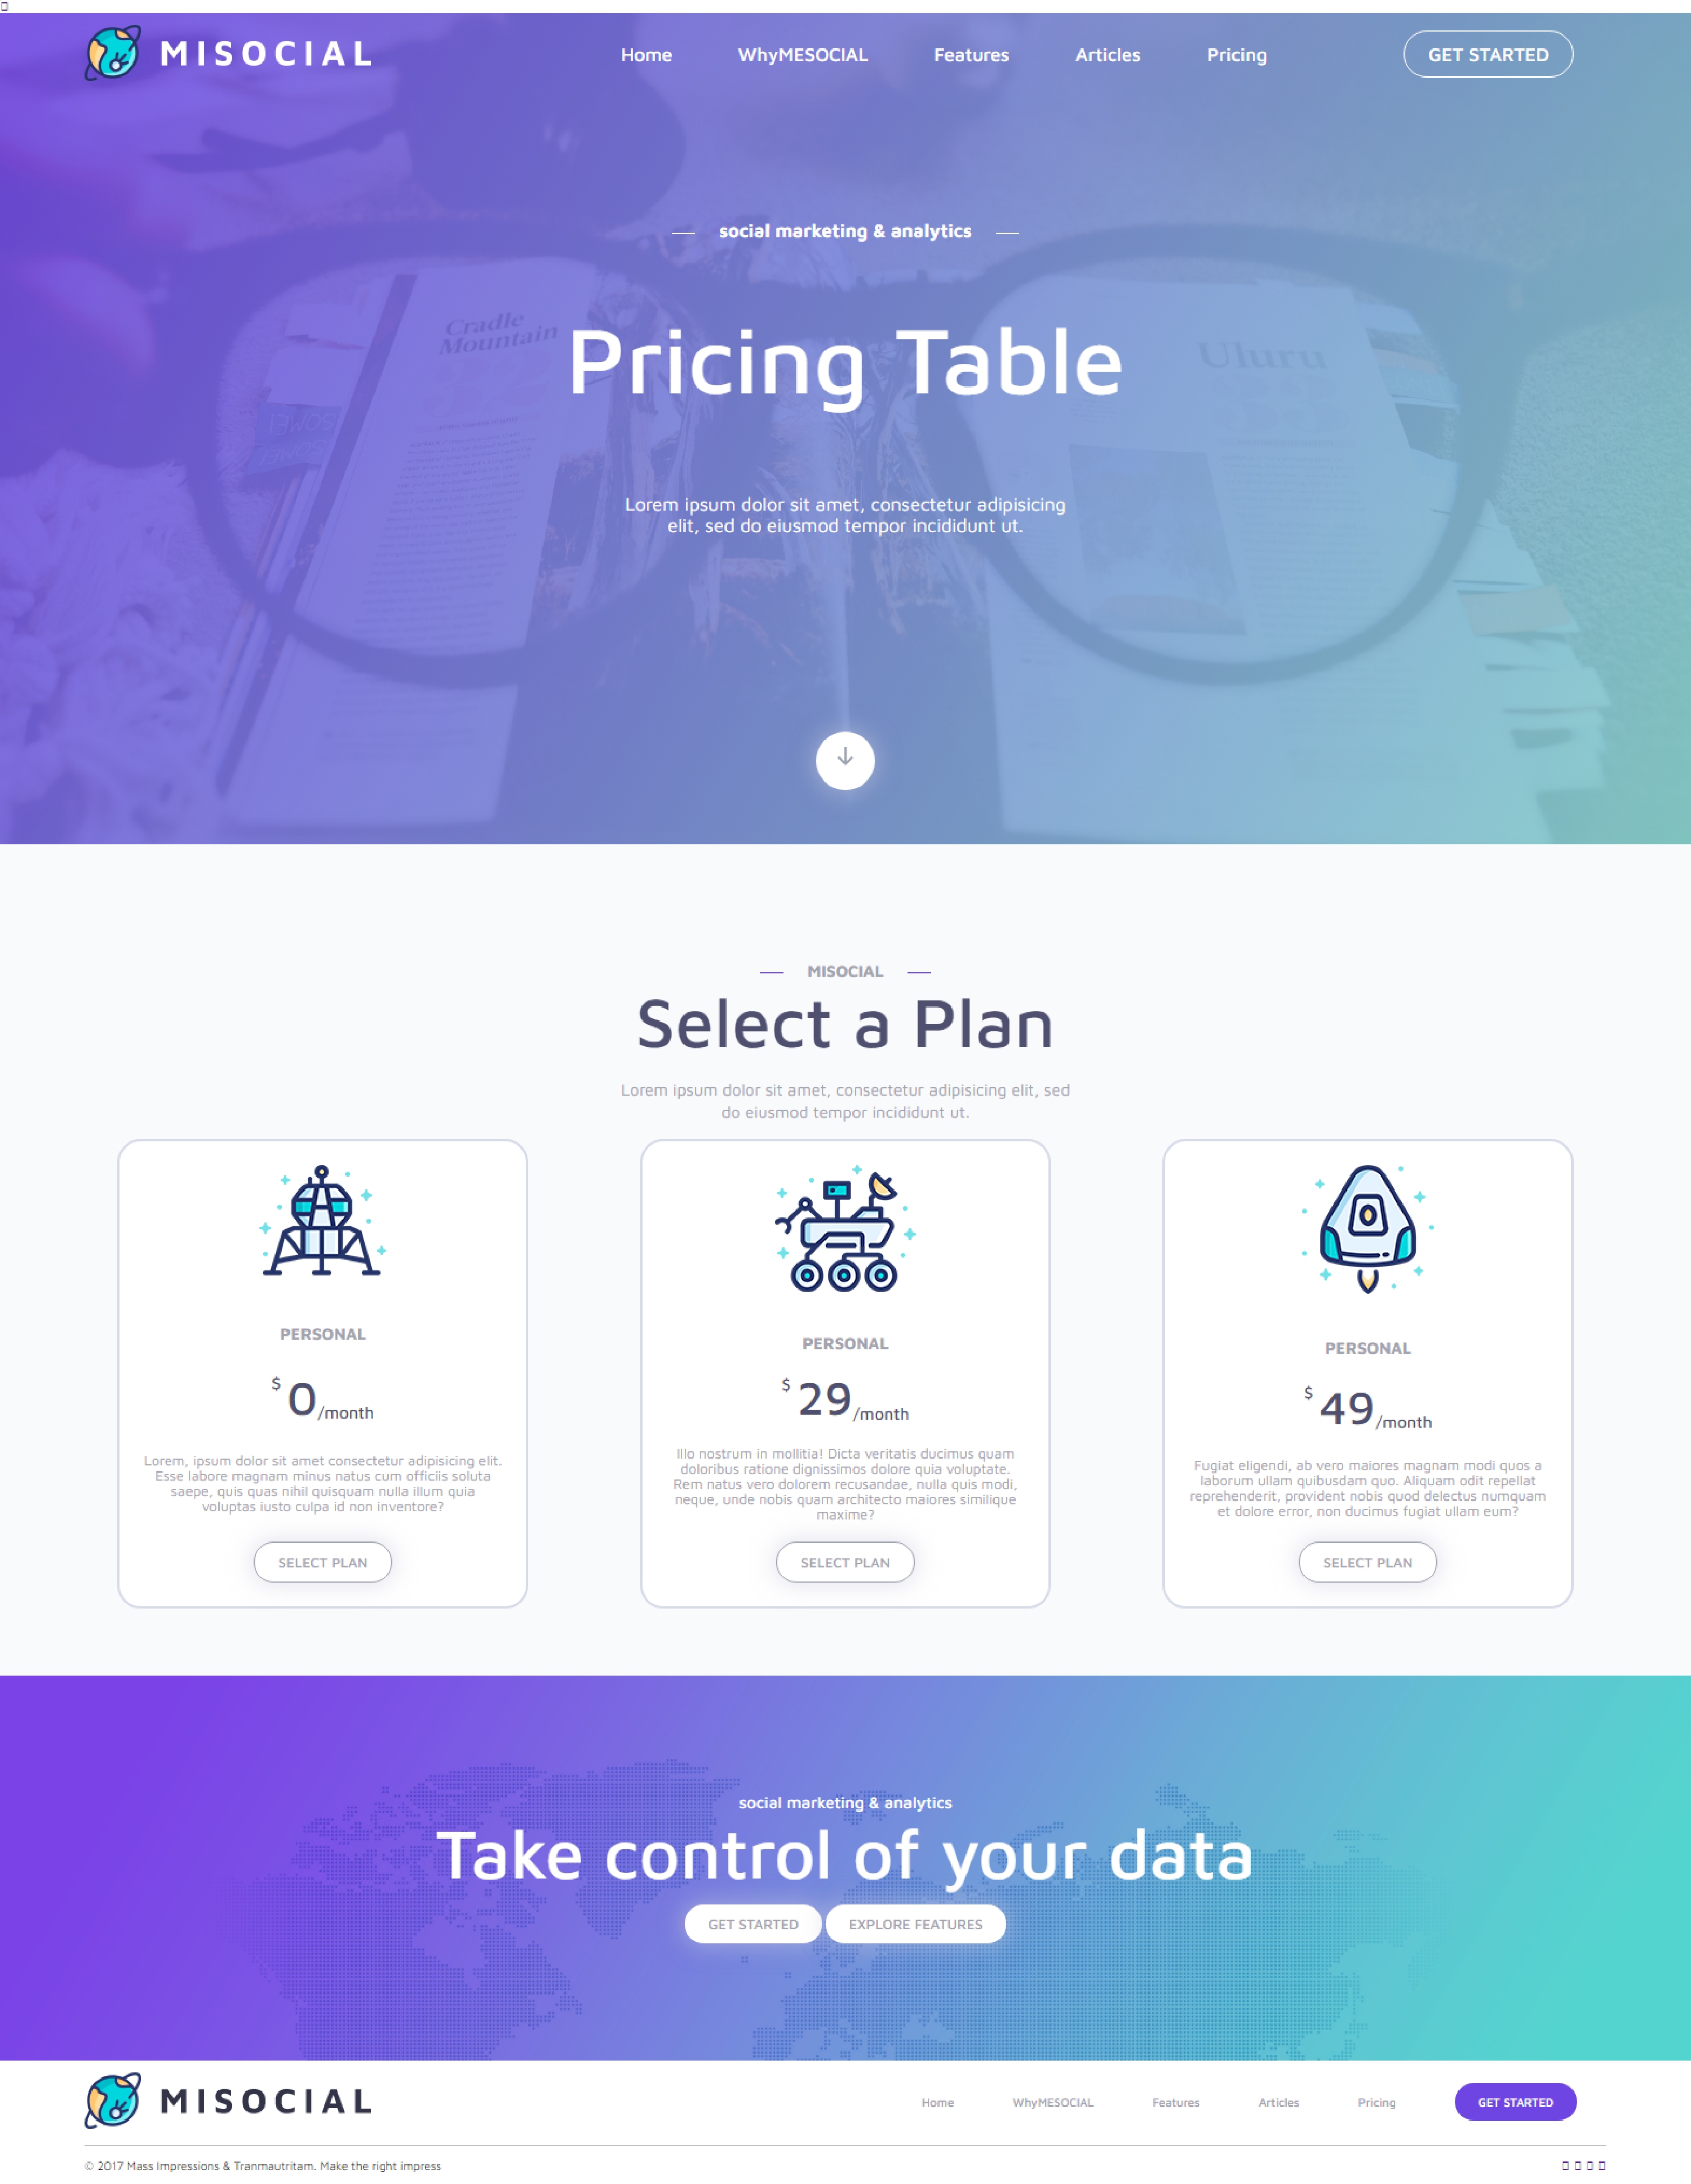 MISOCIAL
Home
WhyMESOCIAL
Features
Articles
Pricing
GET STARTED
social marketing & analytics
Cradle
Mountain
Uluru
Pricing Table
Lorem ipsum dolor sit amet, consectetur adipisicing
elit, sed do eiusmod tempor incididunt ut.
MISOCIAL
Select a Plan
Lorem ipsum dolor sit amet, consectetur adipisicing elit, sed
do eiusmod tempor incididunt ut.
PERSONAL
$ 0/month
Lorem, ipsum dolor sit amet consectetur adipisicing elit.
Esse labore magnam minus natus cum officiis soluta
saepe, quis quas nihil quisquam nulla illum quia
voluptas iusto culpa id non inventore?
SELECT PLAN
PERSONAL
$ 29/month
Illo nostrum in mollitia! Dicta veritatis ducimus quam
doloribus ratione dignissimos dolore quia voluptate.
Rem natus vero dolorem recusandae, nulla quis modi,
neque, unde nobis quam architecto maiores similique
maxime?
SELECT PLAN
PERSONAL
$ 49/month
Fugiat eligendi, ab vero maiores magnam modi quos a
laborum ullam quibusdam quo. Aliquam odit repellat
reprehenderit, provident nobis quod delectus numquam
et dolore error, non ducimus fugiat ullam eum?
SELECT PLAN
social marketing & analytics
Take control of your data
GET STARTED
EXPLORE FEATURES
MISOCIAL
Home
WhyMESOCIAL
Features
Articles
Pricing
GET STARTED
© 2017 Mass Impressions & Tranmautritam. Make the right impress